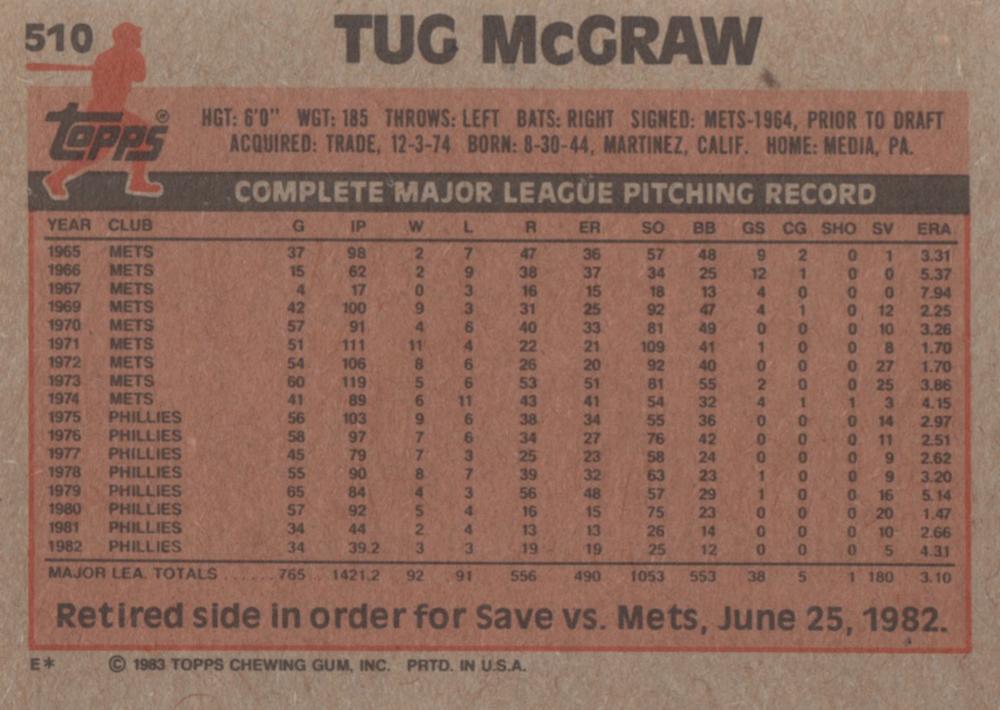 510 TUG McGRAW
topps®
HGT: 6'0" WGT: 185 THROWS: LEFT BATS: RIGHT SIGNED: METS-1964, PRIOR TO DRAFT
ACQUIRED: TRADE, 12-3-74 BORN: 8-30-44, MARTINEZ, CALIF. HOME: MEDIA, PA.
COMPLETE MAJOR LEAGUE PITCHING RECORD
YEAR CLUB G IP W L R ER SO BB GS CG SHO SV ERA
1965 METS 37 98 2 7 47 36 57 48 9 2 0 1 3.31
1966 METS 15 62 2 9 38 37 34 25 12 1 0 0 5.37
1967 METS 4 17 0 3 16 15 18 13 4 0 0 0 7.94
1969 METS 42 100 9 3 31 25 92 47 4 1 0 12 2.25
1970 METS 57 91 4 6 40 33 81 49 0 0 0 10 3.26
1971 METS 51 111 11 4 22 21 109 41 1 0 0 8 1.70
1972 METS 54 106 8 6 26 20 92 40 0 0 0 27 1.70
1973 METS 60 119 5 6 53 51 81 55 2 0 0 25 3.86
1974 METS 41 89 6 11 43 41 54 32 4 1 1 3 4.15
1975 PHILLIES 56 103 9 6 38 34 55 36 0 0 0 14 2.97
1976 PHILLIES 58 97 7 6 34 27 76 42 0 0 0 11 2.51
1977 PHILLIES 45 79 7 3 25 23 58 24 0 0 0 9 2.62
1978 PHILLIES 55 90 8 7 39 32 63 23 1 0 0 9 3.20
1979 PHILLIES 65 84 4 3 56 48 57 29 1 0 0 16 5.14
1980 PHILLIES 57 92 5 4 16 15 75 23 0 0 0 20 1.47
1981 PHILLIES 34 44 2 4 13 13 26 14 0 0 0 10 2.66
1982 PHILLIES 34 39.2 3 3 19 19 25 12 0 0 0 5 4.31
MAJOR LEA. TOTALS ........ 765 1421.2 92 91 556 490 1053 553 38 5 1 180 3.10
Retired side in order for Save vs. Mets, June 25, 1982.
E* © 1983 TOPPS CHEWING GUM, INC. PRTD. IN U.S.A.